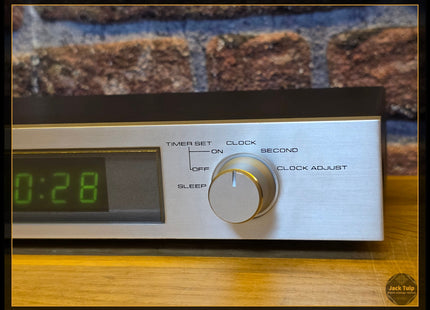 TIMER SET
CLOCK
ON
SECOND
OFF
CLOCK ADJUST
SLEEP
0:28
Jack Tulp